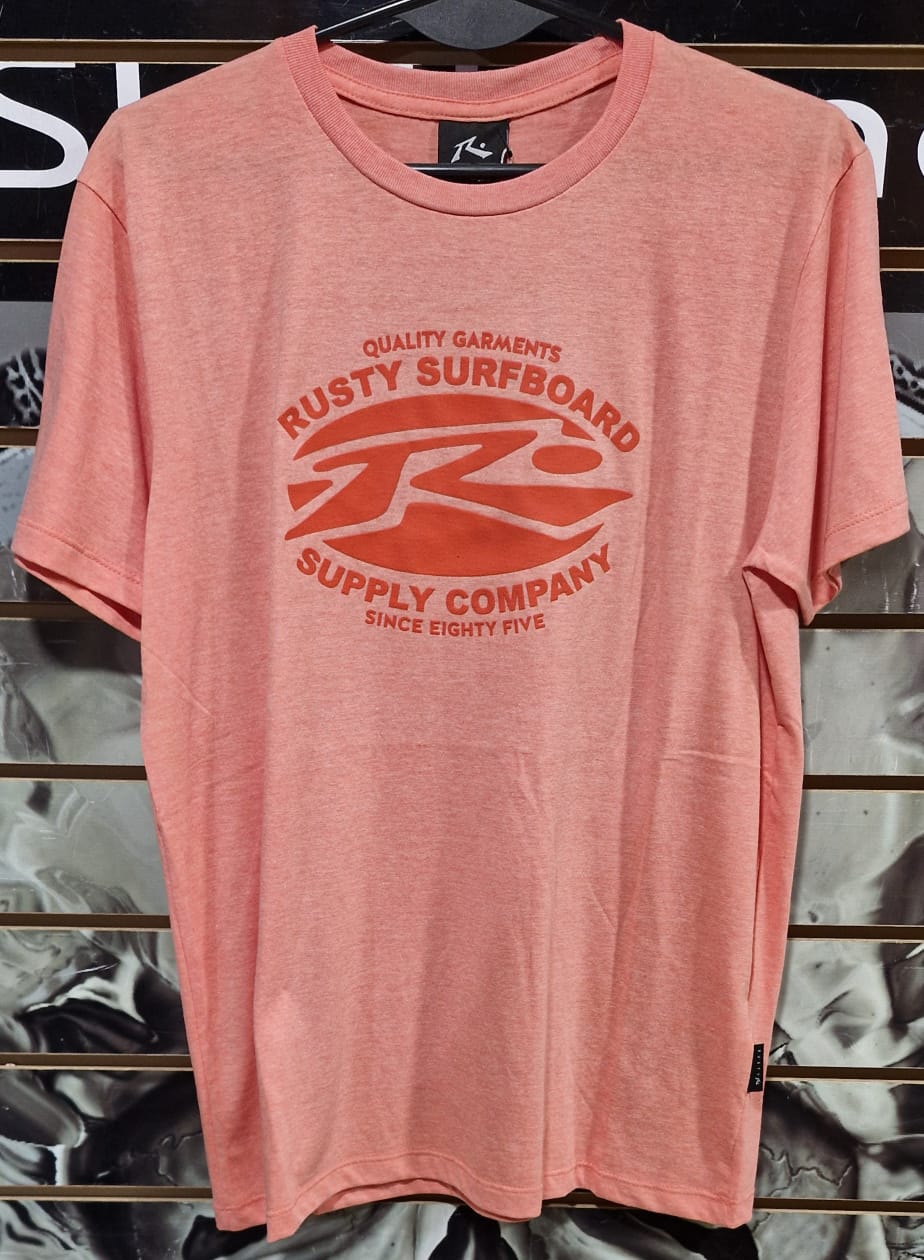 QUALITY GARMENTS
RUSTY SURFBOARD
R.
SUPPLY COMPANY
SINCE EIGHTY FIVE